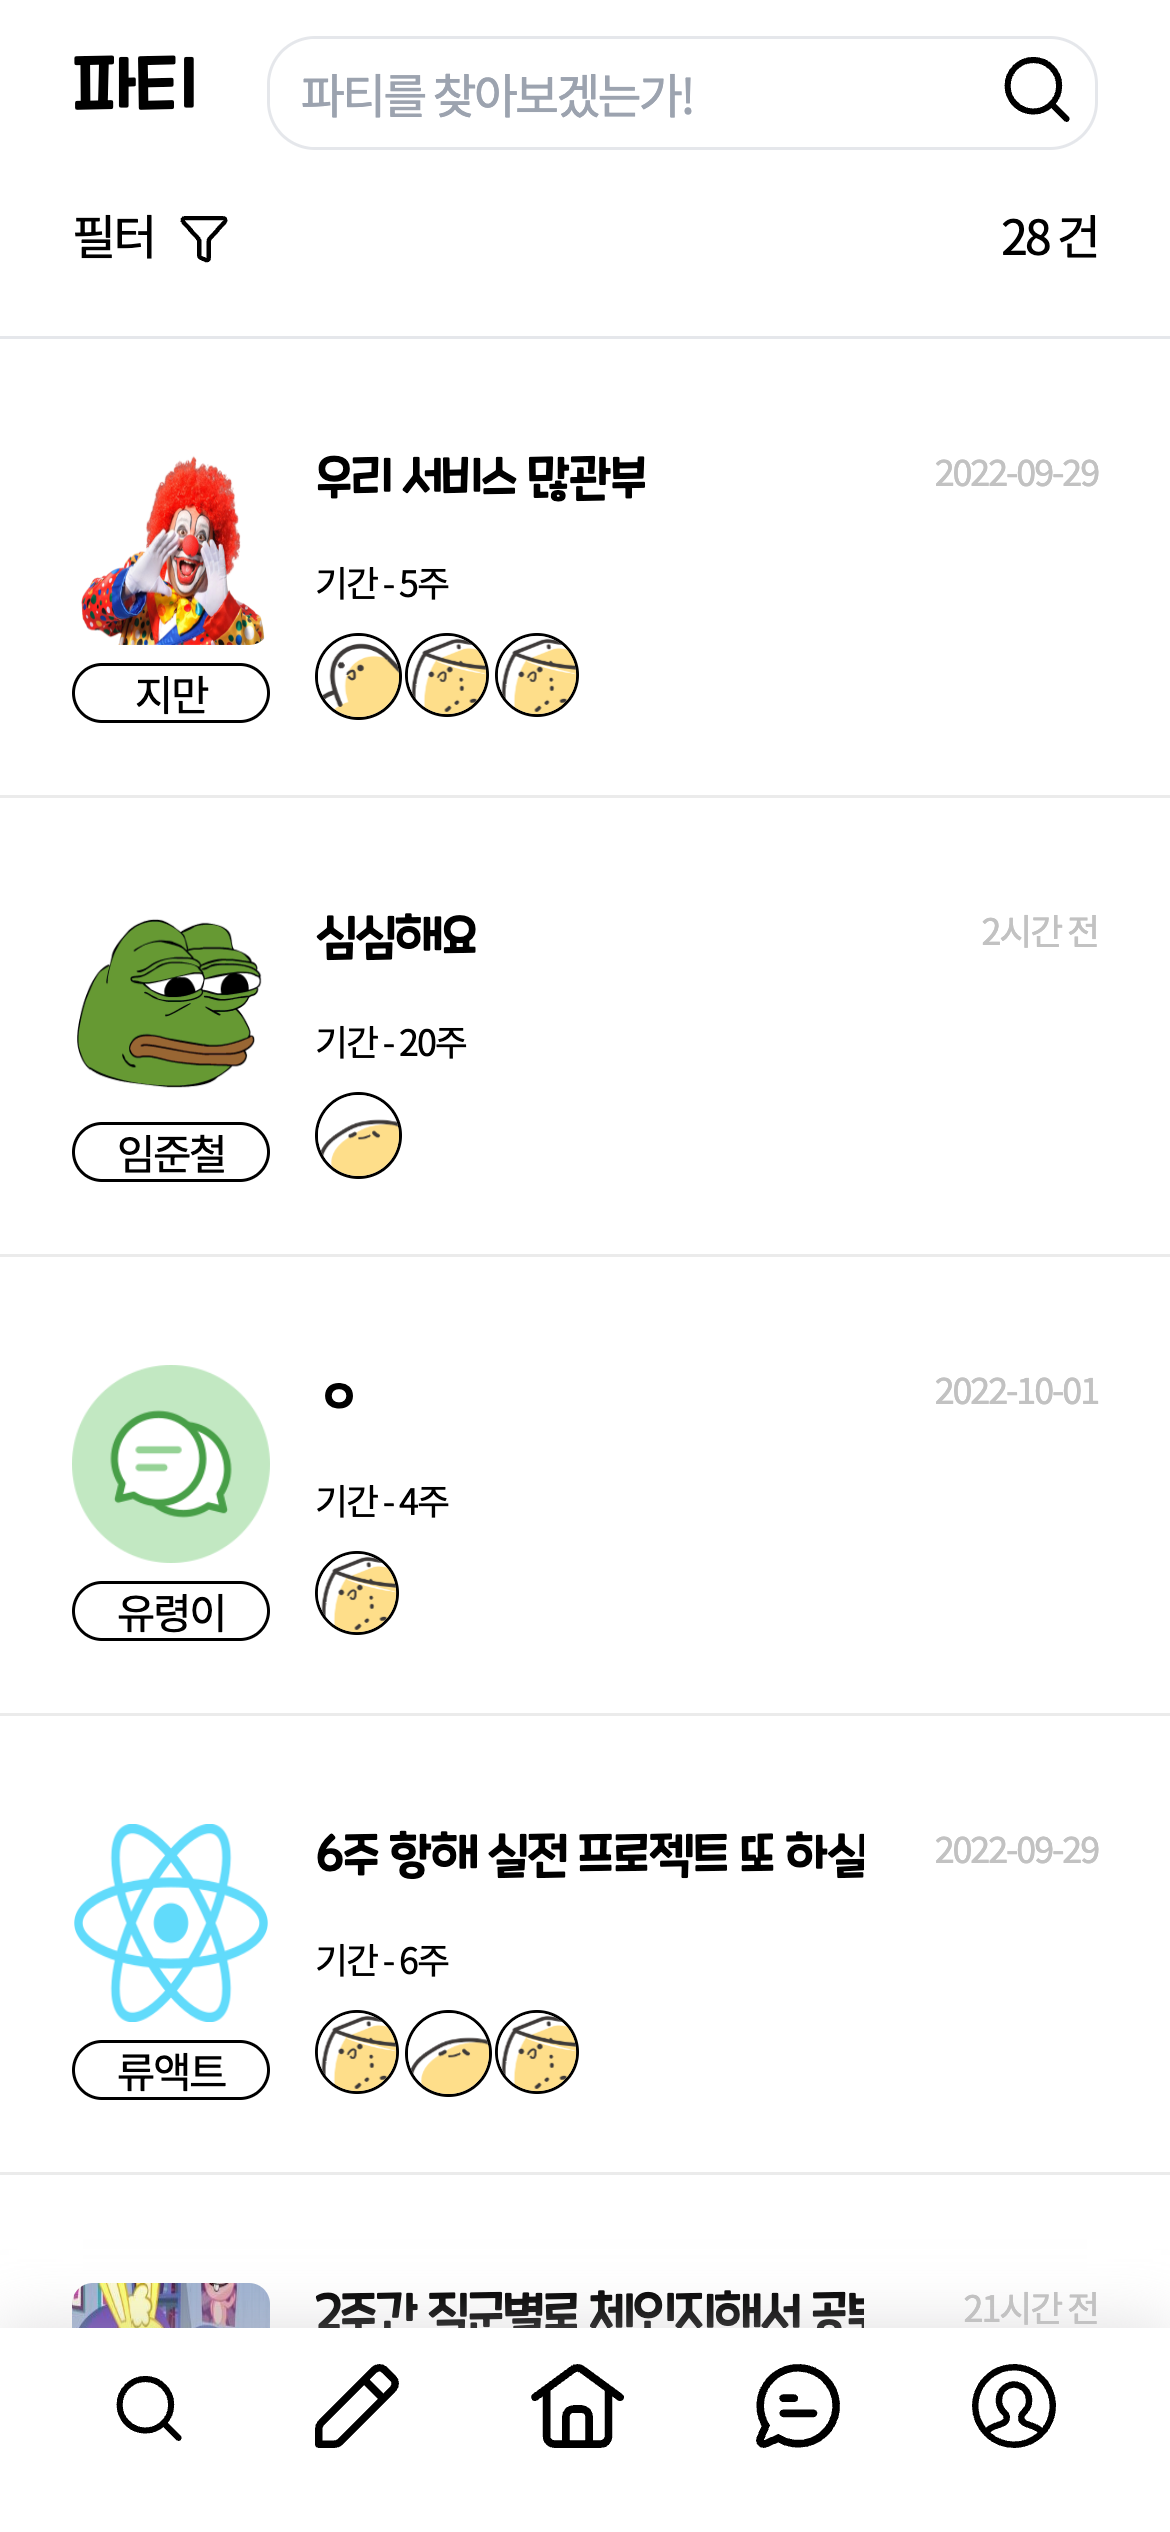 파티
파티를 찾아보겠는가!
필터
28 건
우리 서비스 많관부
2022-09-29
기간 - 5주
지만
심심해요
2시간 전
기간 - 20주
임준철
ㅇ
2022-10-01
기간 - 4주
유령이
6주 항해 실전 프로젝트 또 하실
2022-09-29
기간 - 6주
류액트
2주간 직군별로 체인지해서 공부
21시간 전